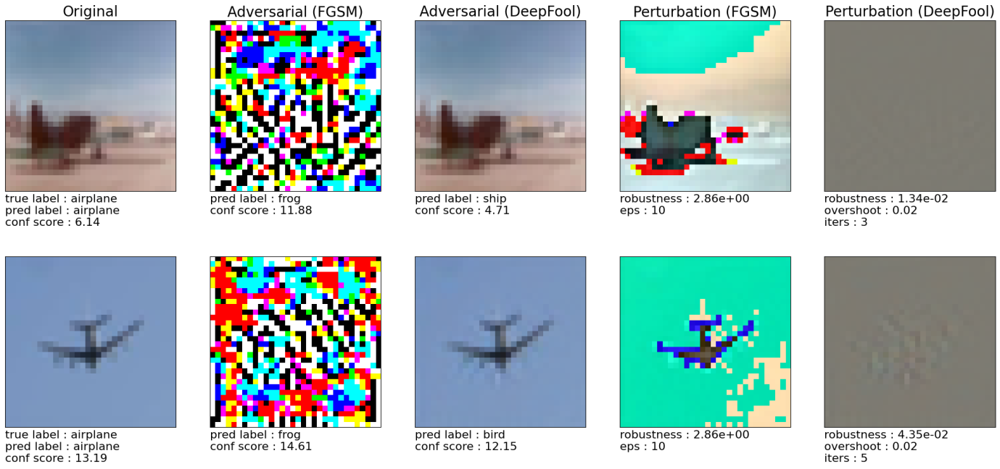 Original
Adversarial (FGSM)
Adversarial (DeepFool)
Perturbation (FGSM)
Perturbation (DeepFool)
true label : airplane
pred label : airplane
conf score : 6.14
pred label : frog
conf score : 11.88
pred label : ship
conf score : 4.71
robustness : 2.86e+00
eps : 10
robustness : 1.34e-02
overshoot : 0.02
iters : 3
true label : airplane
pred label : airplane
conf score : 13.19
pred label : frog
conf score : 14.61
pred label : bird
conf score : 12.15
robustness : 2.86e+00
eps : 10
robustness : 4.35e-02
overshoot : 0.02
iters : 5